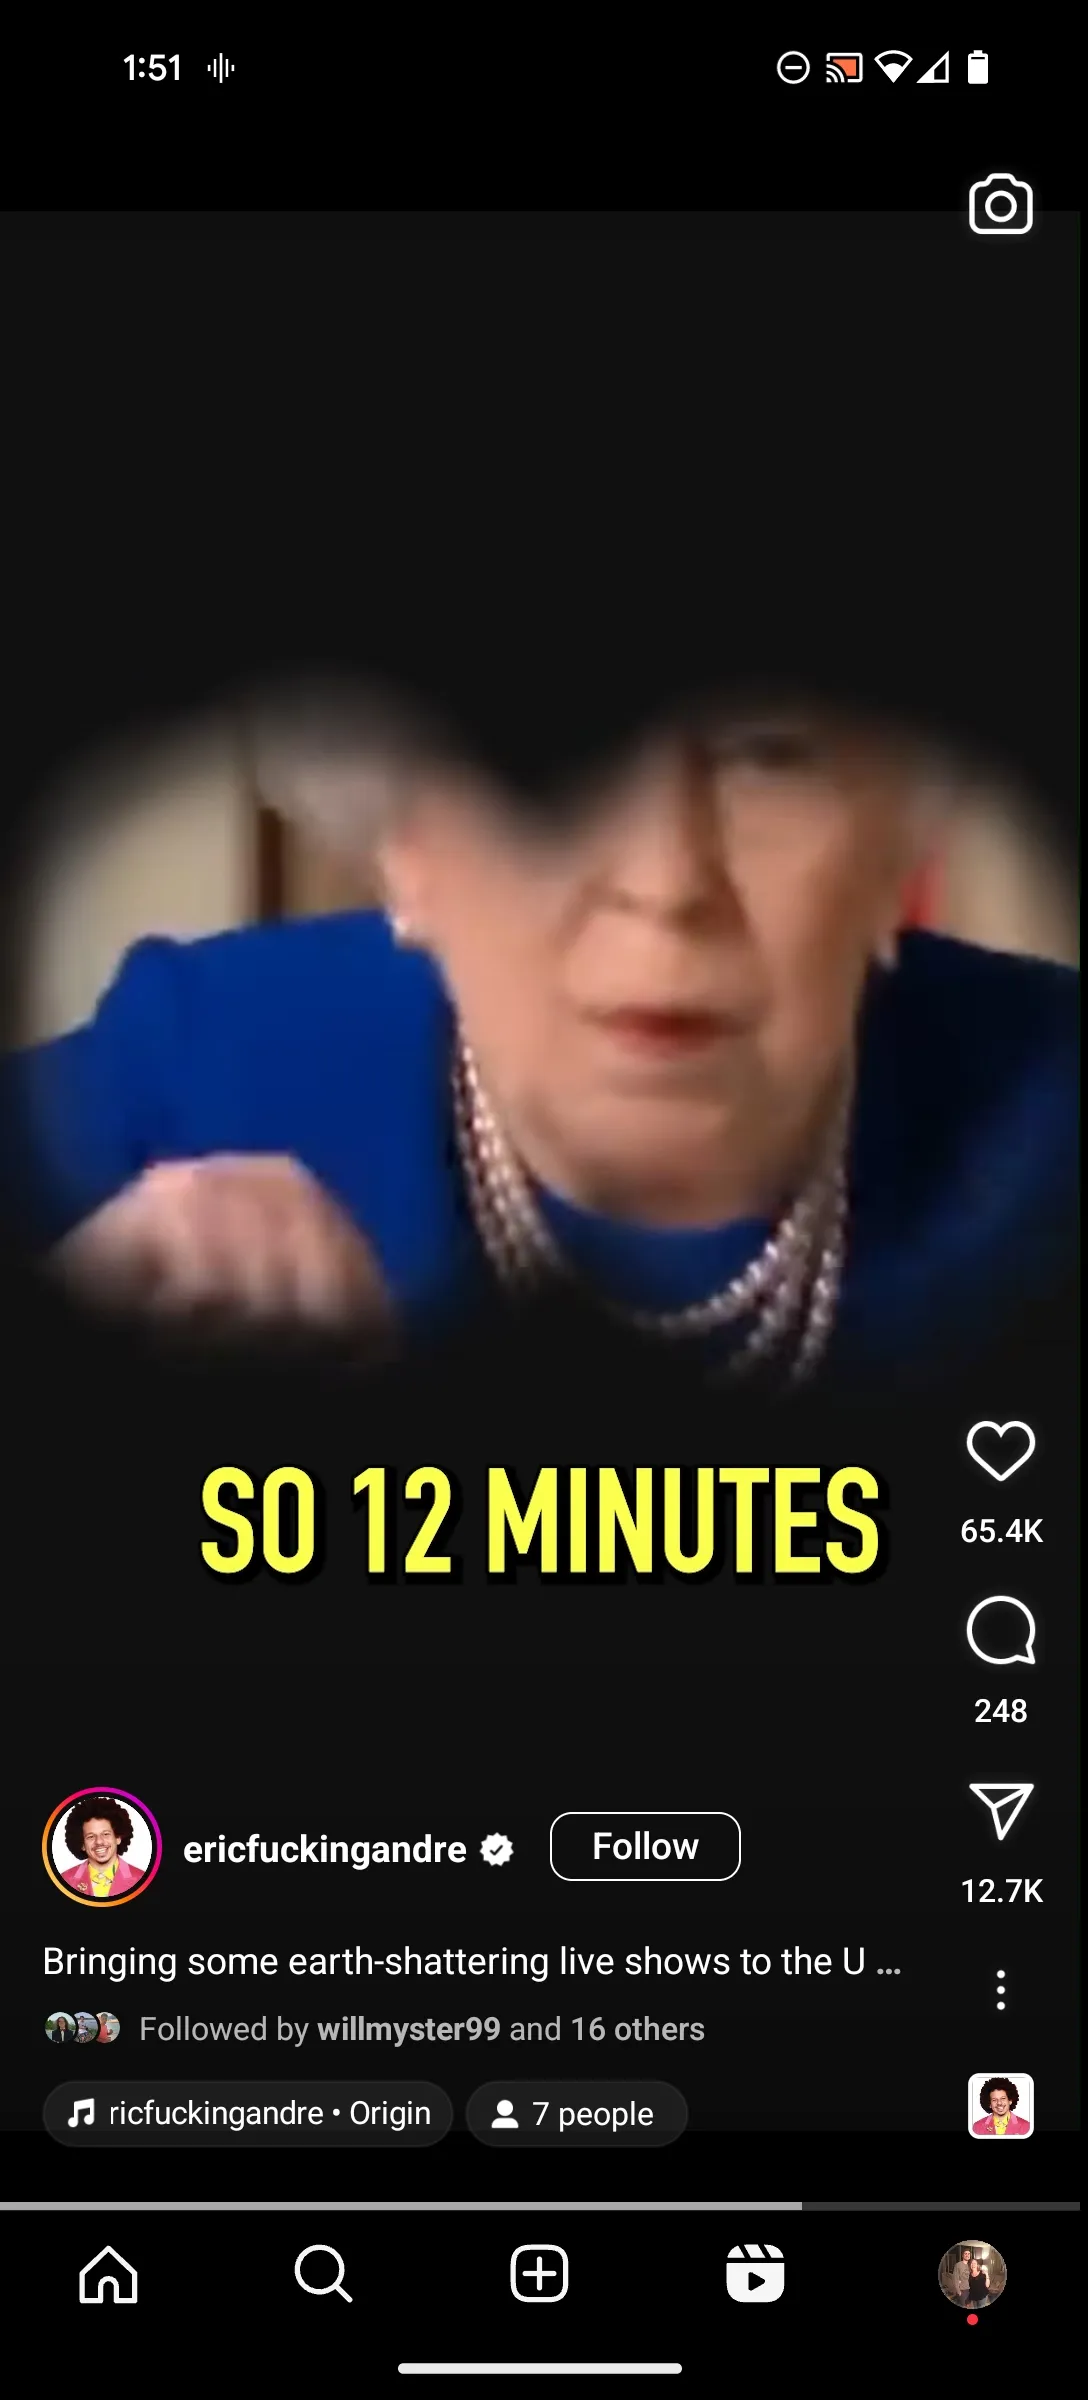 1:51
SO 12 MINUTES
65.4K
248
12.7K
ericfuckingandre
Follow
Bringing some earth-shattering live shows to the U ...
Followed by willmyster99 and 16 others
ricfuckingandre • Origin
7 people